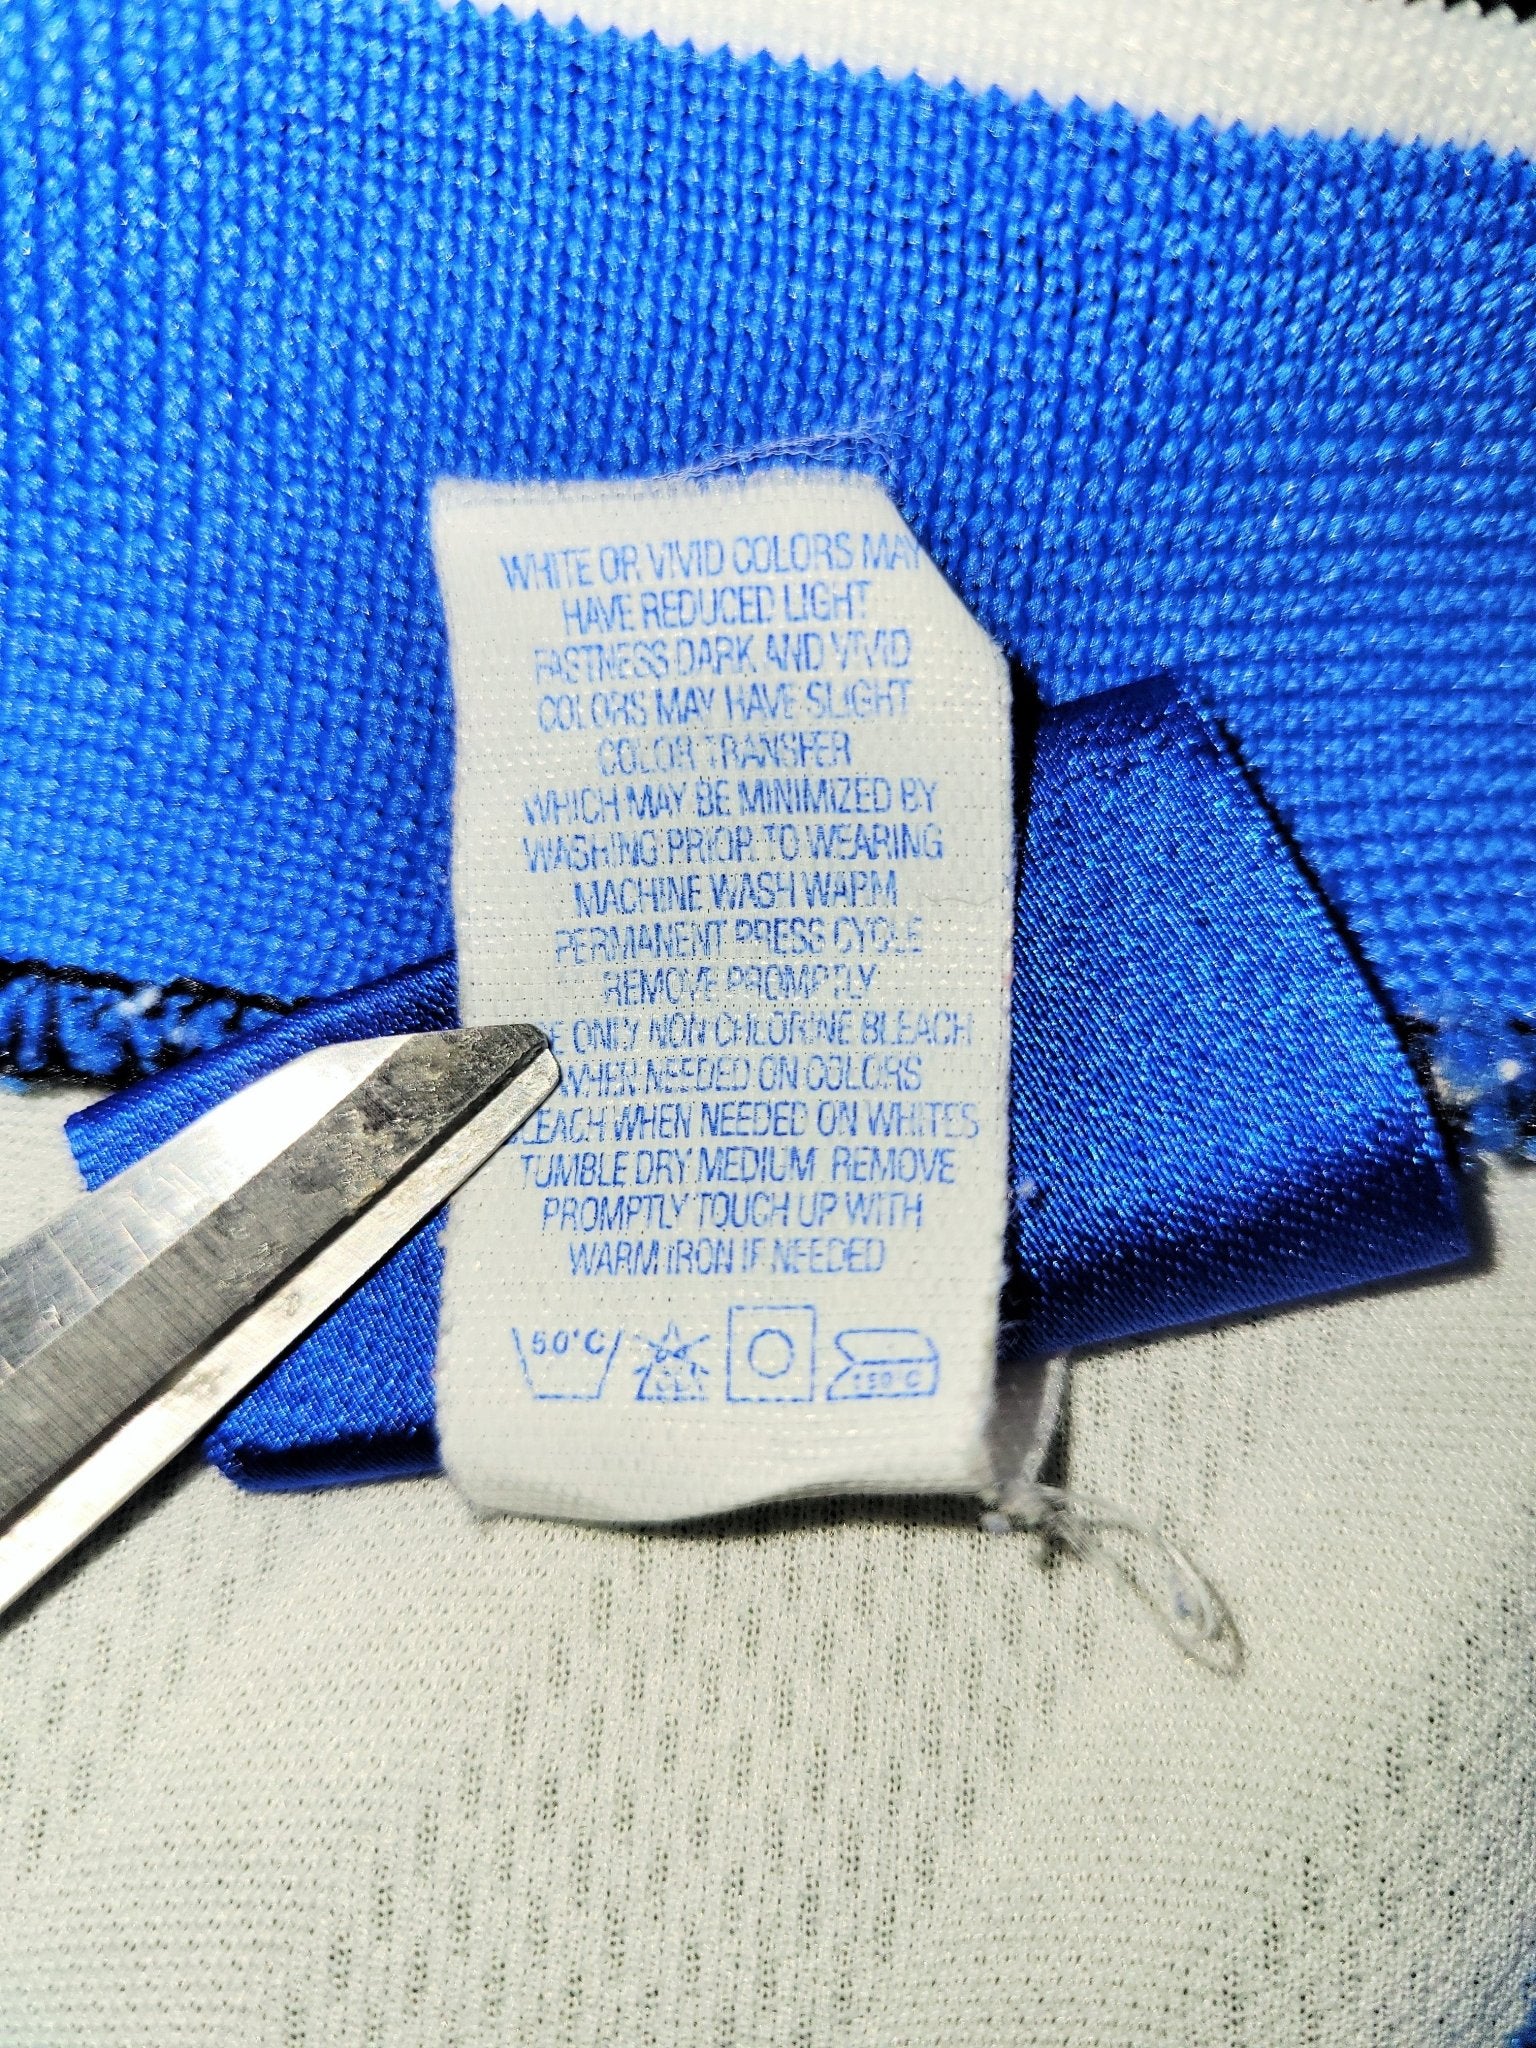 WHITE OR VIVID COLORS MAY
HAVE REDUCED LIGHT
FASTNESS DARK AND VIVID
COLORS MAY HAVE SLIGHT
COLOR TRANSFER
WHICH MAY BE MINIMIZED BY
WASHING PRIOR TO WEARING
MACHINE WASH WARM
PERMANENT PRESS CYCLE
REMOVE PROMPTLY
E ONLY NON CHLORINE BLEACH
WHEN NEEDED ON COLORS
LEACH WHEN NEEDED ON WHITES
TUMBLE DRY MEDIUM REMOVE
PROMPTLY TOUCH UP WITH
WARM IRON IF NEEDED
50°C CL 150°C